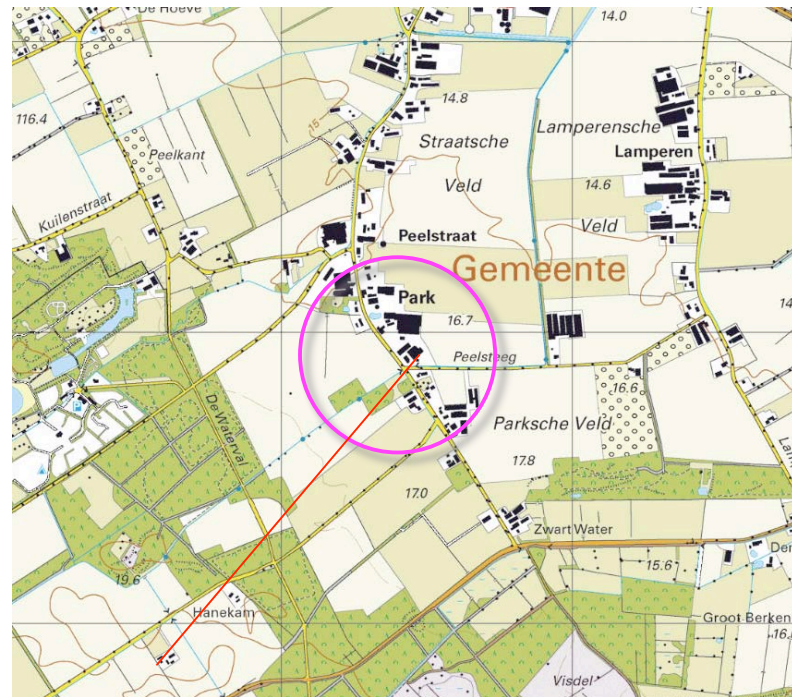 De Hoeve
14.0
116.4
14.8
15
Straatsche
Lamperensche
Peelkant
Lamperen
Veld
14.6
Kuilenstraat
Veld
Peelstraat
Gemeente
Park
16.7
Peelsteeg
De Waterval
16.6
P
Parksche Veld
17.8
17.0
Zwart Water
15.6
19.6
Hanekam
Groot Berken
Visdel